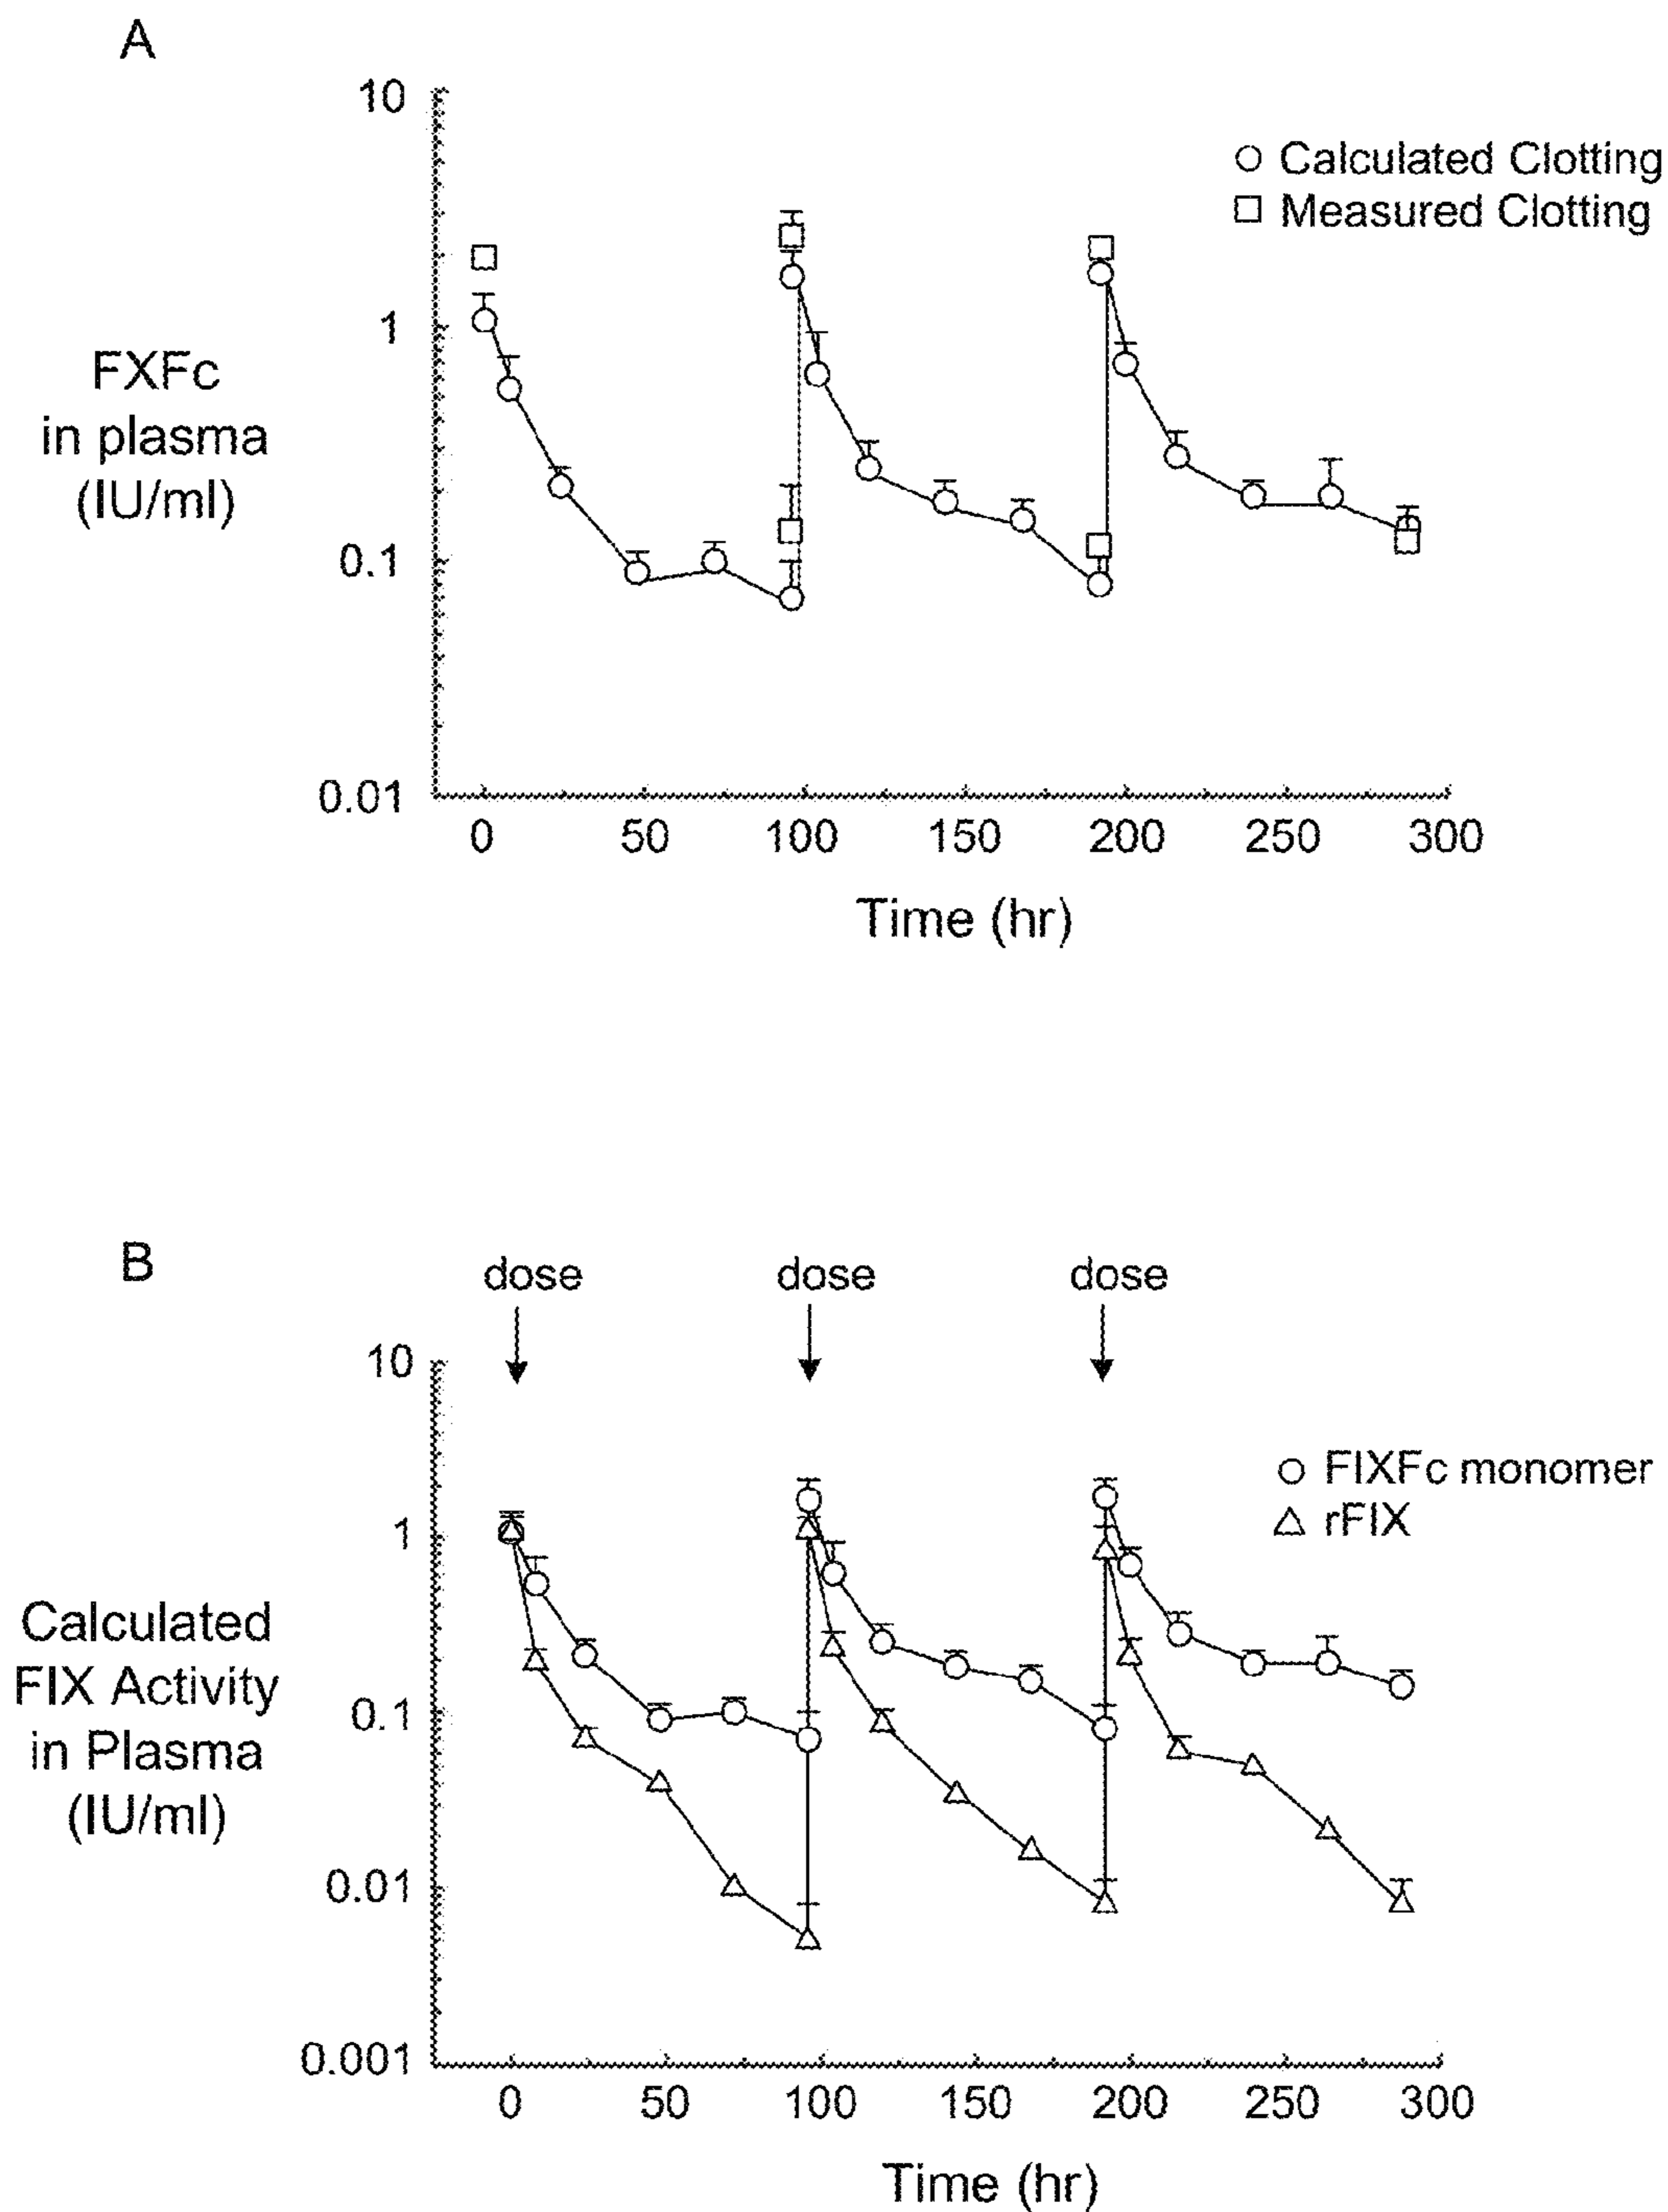 A
10
1
0.1
0.01
FXFc
in plasma
(IU/ml)
○ Calculated Clotting
□ Measured Clotting
0 50 100 150 200 250 300
Time (hr)
B
dose dose dose
10
1
0.1
0.01
0.001
Calculated
FIX Activity
in Plasma
(IU/ml)
○ FIXFc monomer
△ rFIX
0 50 100 150 200 250 300
Time (hr)